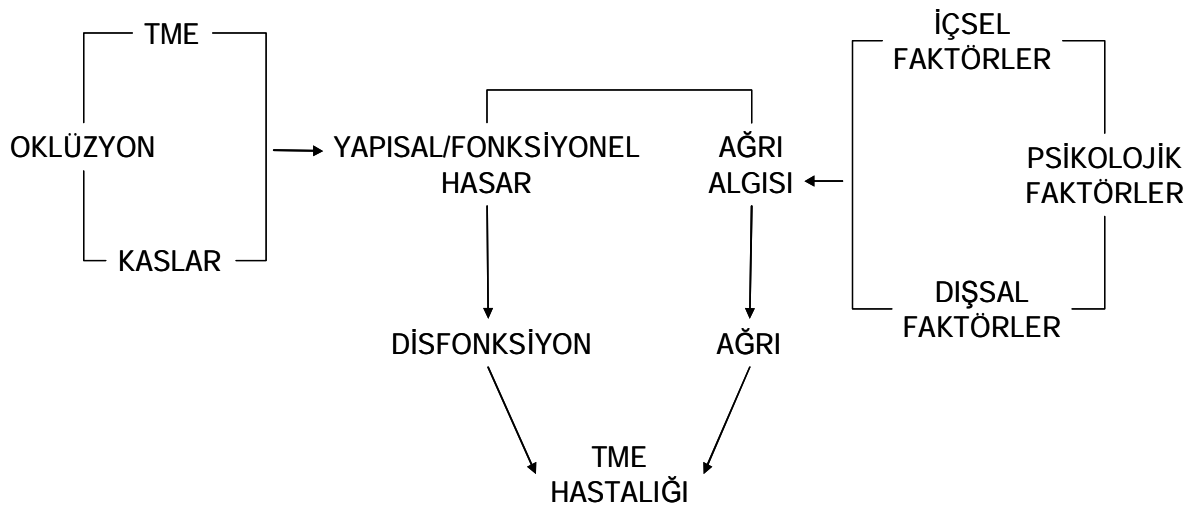 TME
OKLÜZYON
KASLAR
YAPISAL/FONKSİYONEL
HASAR
AĞRI
ALGISI
İÇSEL
FAKTÖRLER
PSİKOLOJİK
FAKTÖRLER
DIŞSAL
FAKTÖRLER
DİSFONKSİYON
AĞRI
TME
HASTALIĞI